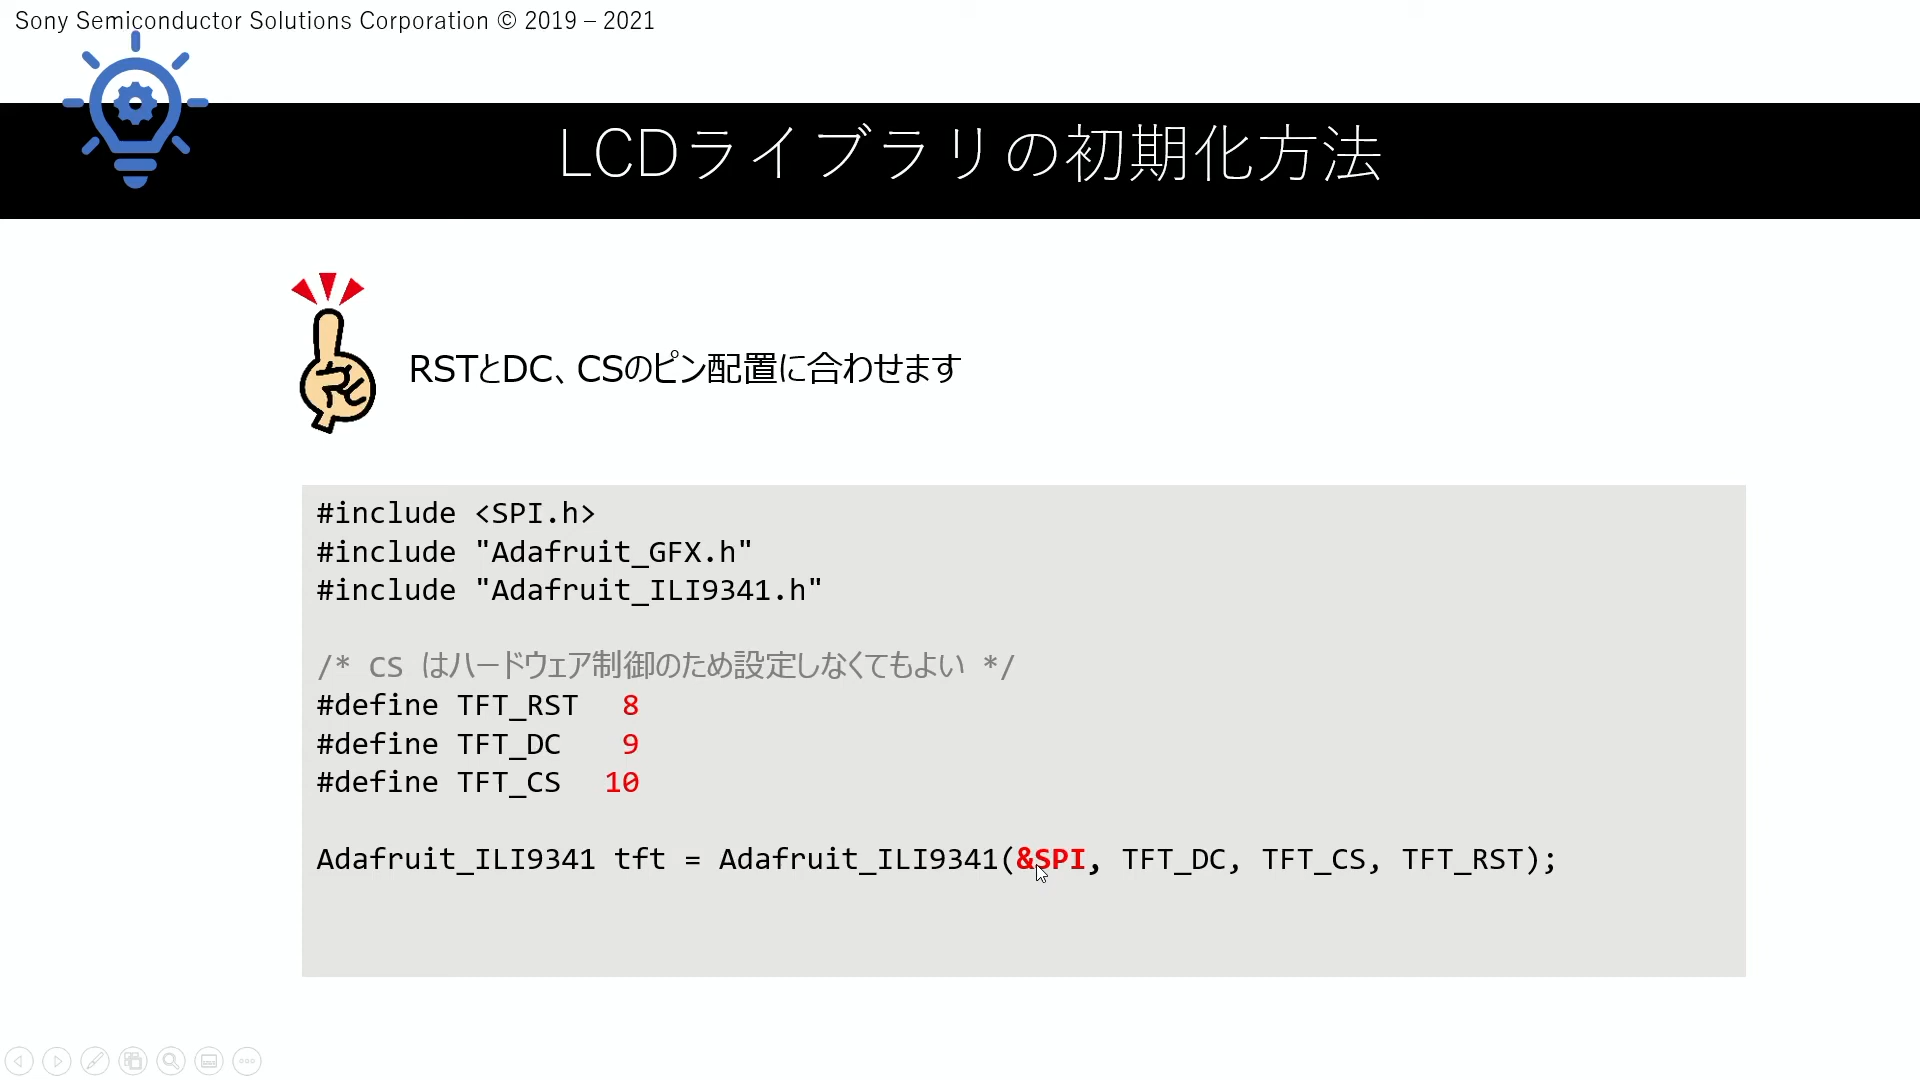 Sony Semiconductor Solutions Corporation © 2019 – 2021
LCDライブラリの初期化方法
RSTとDC、CSのピン配置に合わせます
#include <SPI.h>
#include "Adafruit_GFX.h"
#include "Adafruit_ILI9341.h"
/* CS はハードウェア制御のため設定しなくてもよい */
#define TFT_RST 8
#define TFT_DC 9
#define TFT_CS 10
Adafruit_ILI9341 tft = Adafruit_ILI9341(&SPI, TFT_DC, TFT_CS, TFT_RST);